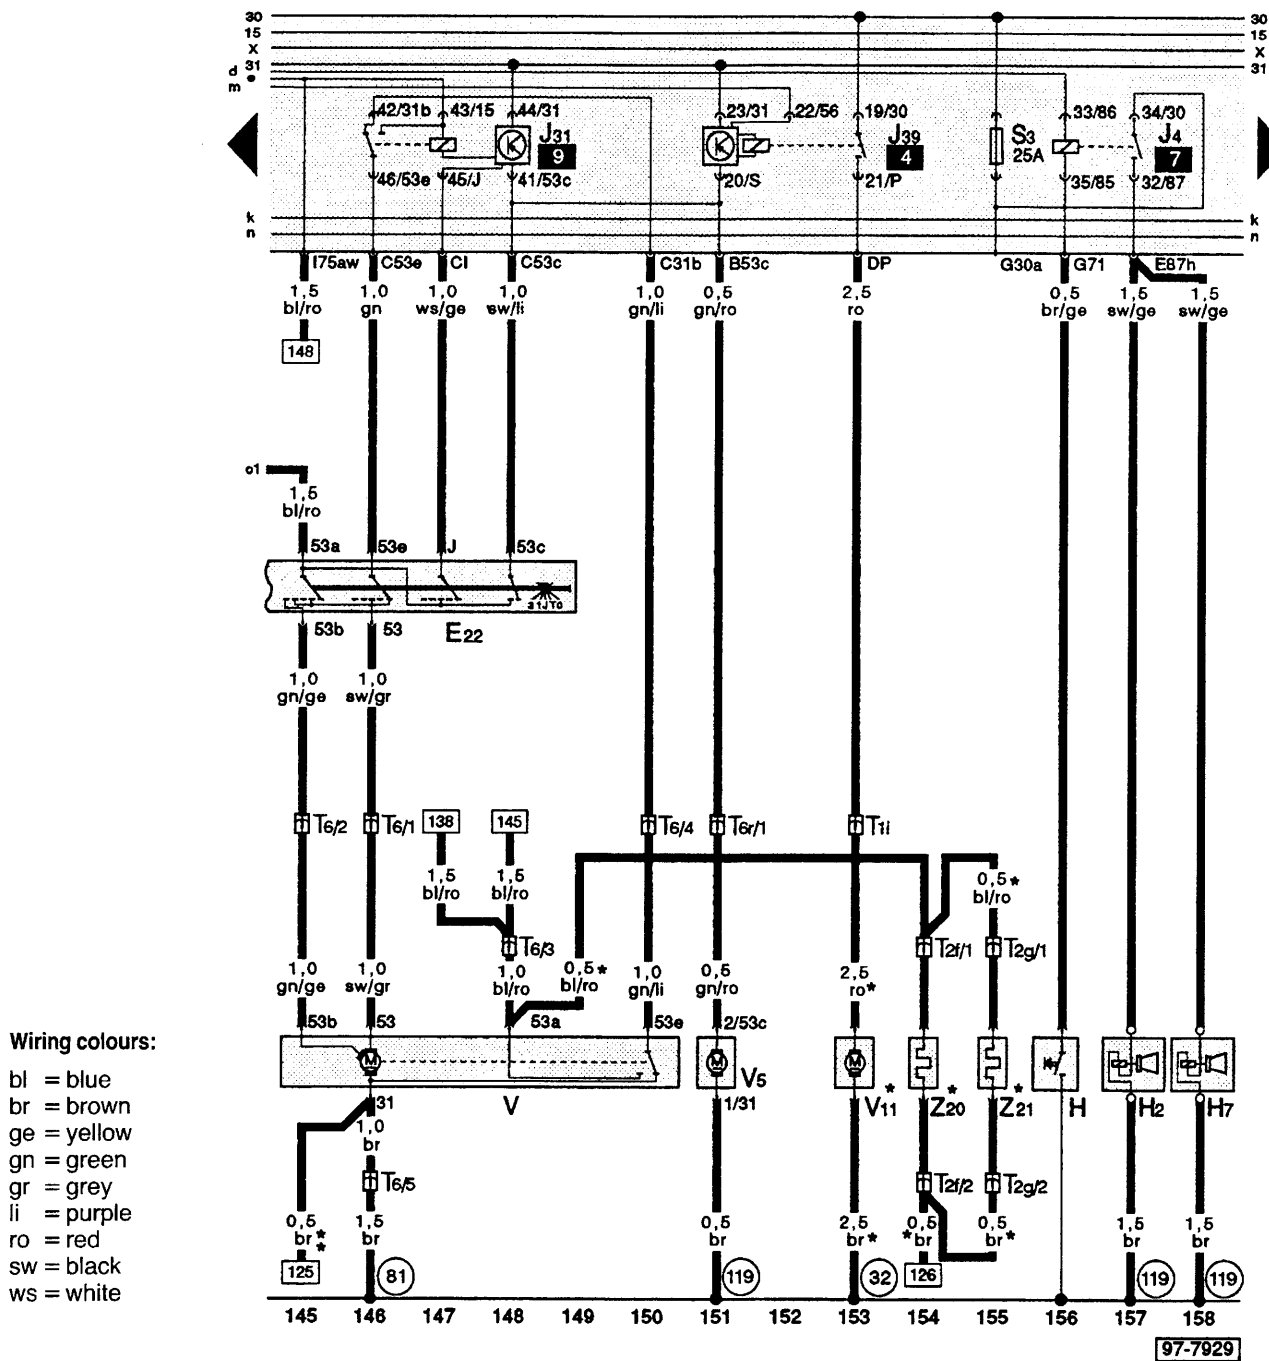 30 30
15 15
X X
31 31
d
e
m
42/31b 43/15 44/31 23/31 22/56 19/30 33/86 34/30
J31 J39 S3 J4
9 4 25A 7
46/53e 45/J 41/53c 20/S 21/P 35/85 32/87
k k
n n
I75aw C53e CI C53c C31b B53c DP G30a G71 E87h
1,5 1,0 1,0 1,0 1,0 0,5 2,5 0,5 1,5 1,5
bl/ro gn ws/ge sw/li gn/li gn/ro ro br/ge sw/ge sw/ge
148
o1
1,5
bl/ro
53a 53e J 53c
31JT0
53b 53 E22
1,0 1,0
gn/ge sw/gr
T6/2 T6/1 138 145 T6/4 T6r/1 T1i
1,5 1,5 0,5*
bl/ro bl/ro bl/ro
T6/3 T2f/1 T2g/1
1,0 1,0 1,0 0,5* 1,0 0,5 2,5
gn/ge sw/gr bl/ro bl/ro gn/li gn/ro ro*
53b 53 53a 53e 2/53c
M M M
V V5 V11* Z20* Z21* H H2 H7
31 1/31
1,0
br
T6/5 T2f/2 T2g/2
0,5 1,5 0,5 2,5 0,5 0,5 1,5 1,5
br** br br br* *br br* br br
125 81 119 32 126 119 119
145 146 147 148 149 150 151 152 153 154 155 156 157 158
97-7929
Wiring colours:
bl = blue
br = brown
ge = yellow
gn = green
gr = grey
li = purple
ro = red
sw = black
ws = white